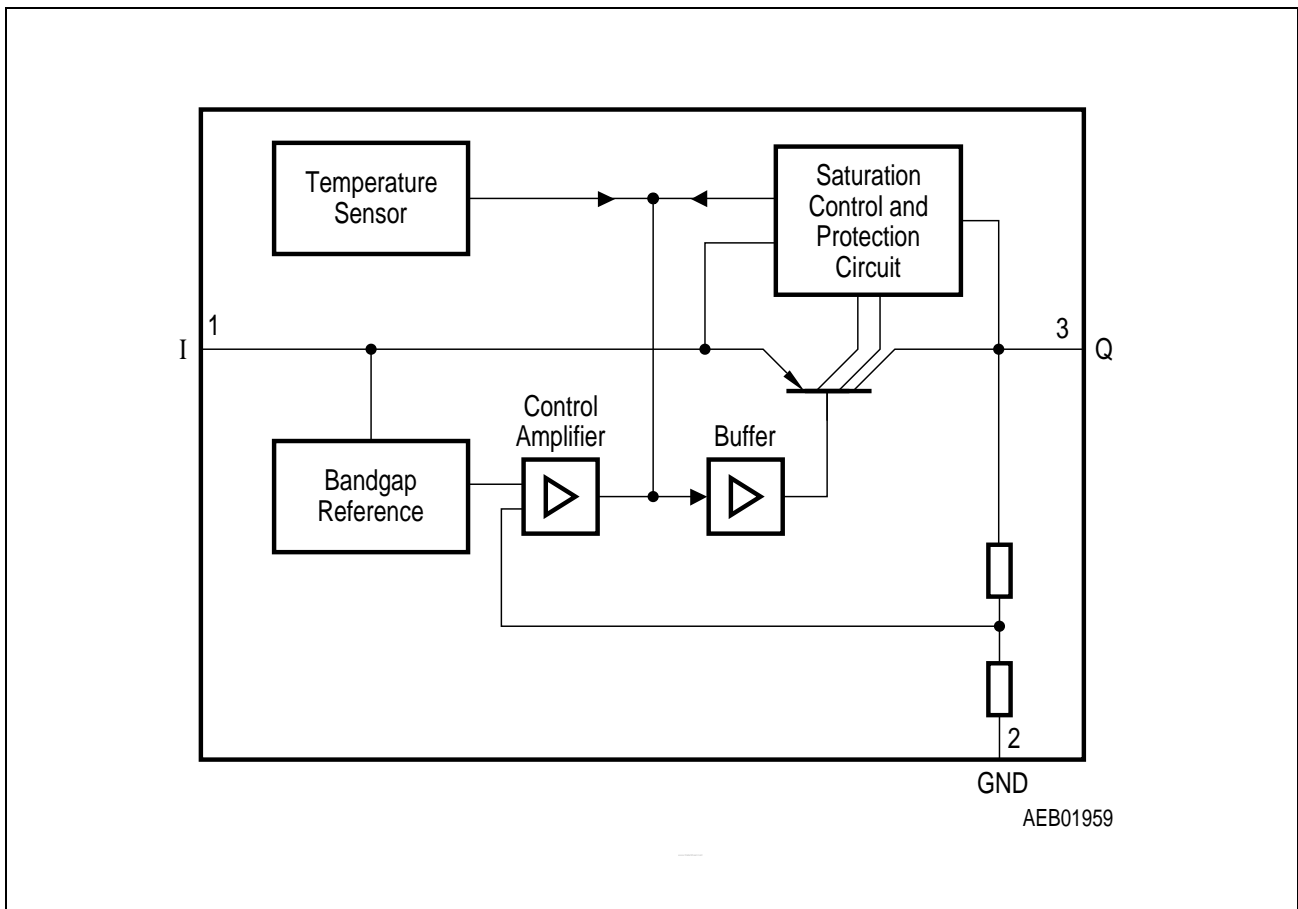 Temperature
Sensor
Saturation
Control and
Protection
Circuit
1
I
3
Q
Control
Amplifier
Buffer
Bandgap
Reference
2
GND
AEB01959